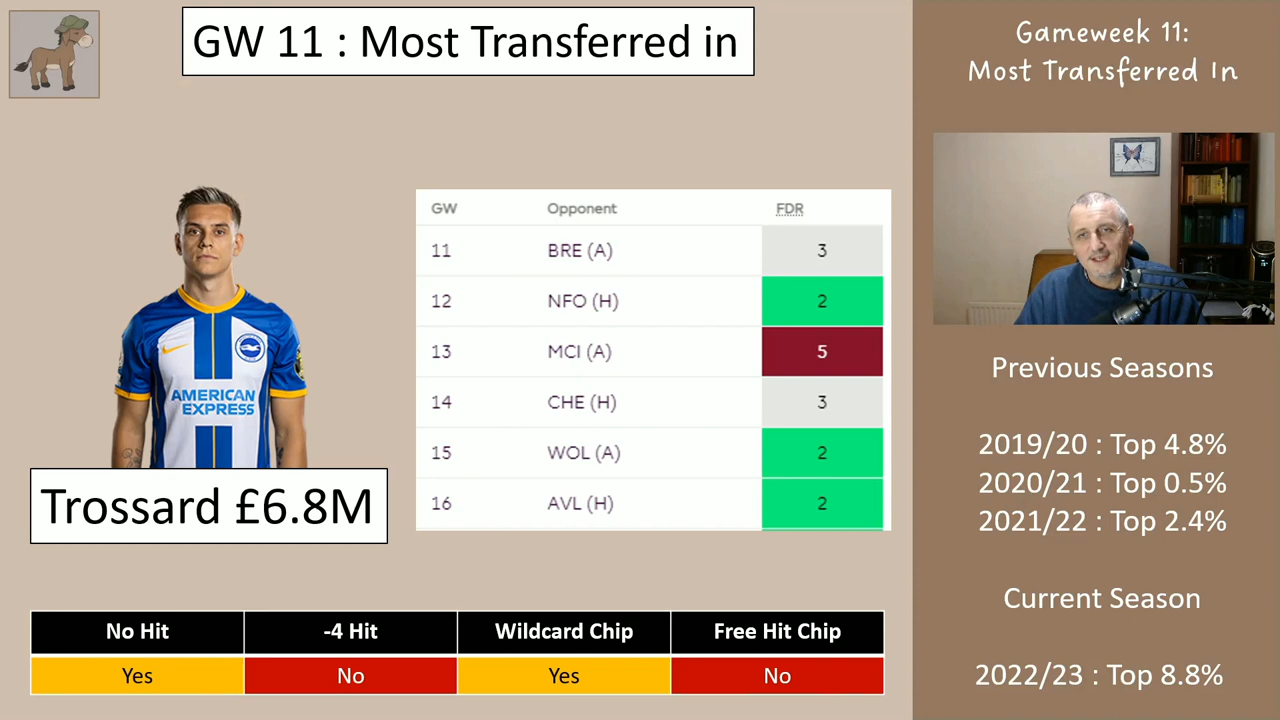 GW 11 : Most Transferred in
Gameweek 11:
Most Transferred In
GW Opponent FDR
11 BRE (A) 3
12 NFO (H) 2
13 MCI (A) 5
14 CHE (H) 3
15 WOL (A) 2
16 AVL (H) 2
AMERICAN
EXPRESS
Trossard £6.8M
No Hit -4 Hit Wildcard Chip Free Hit Chip
Yes No Yes No
Previous Seasons
2019/20 : Top 4.8%
2020/21 : Top 0.5%
2021/22 : Top 2.4%
Current Season
2022/23 : Top 8.8%